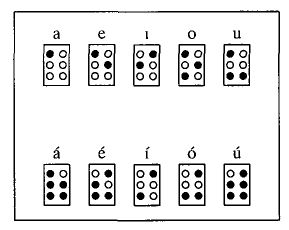 a e ı o u
á é í ó ú